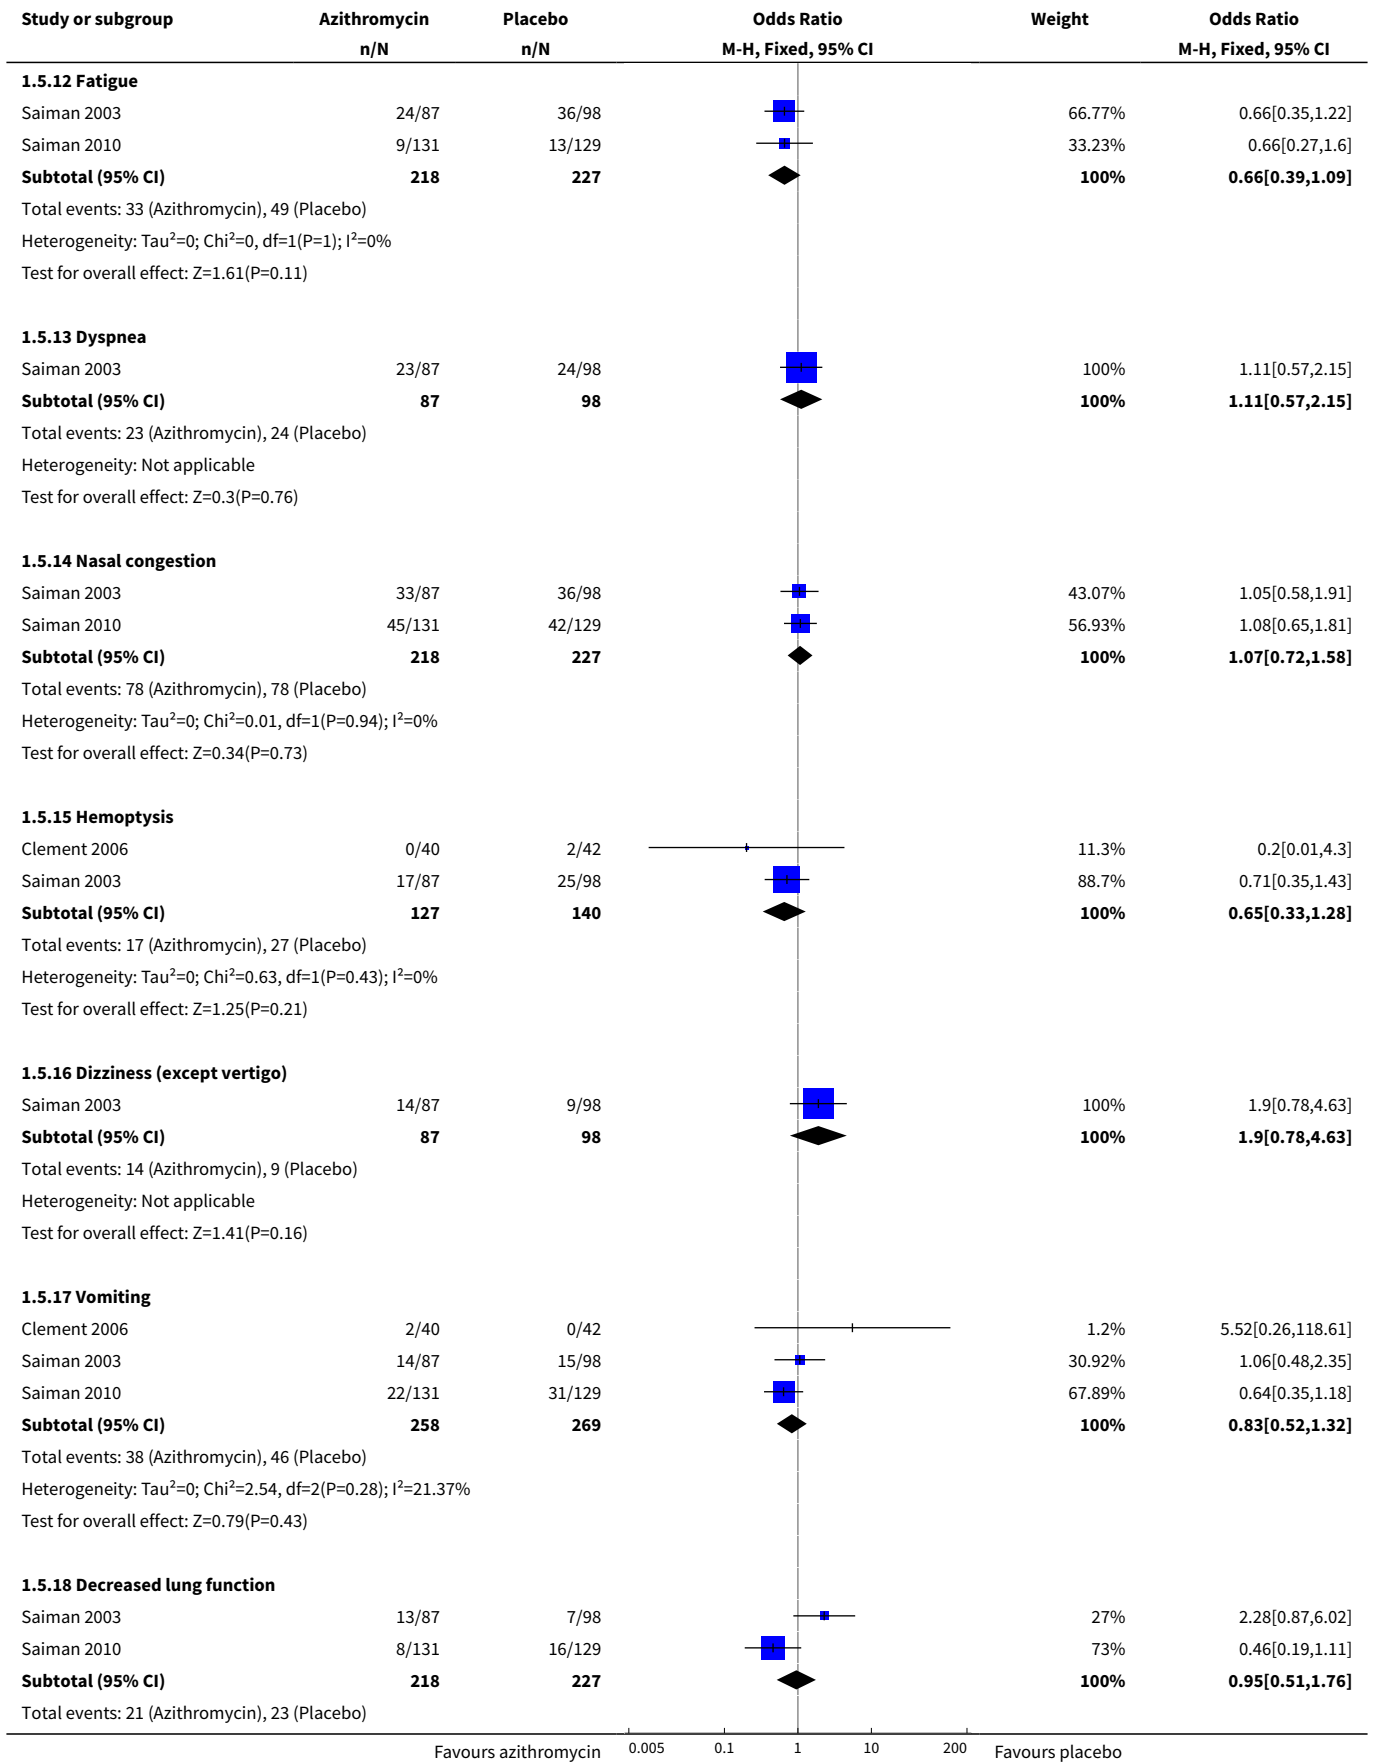 Study or subgroup Azithromycin Placebo Odds Ratio Weight Odds Ratio
n/N n/N M-H, Fixed, 95% CI M-H, Fixed, 95% CI
1.5.12 Fatigue
Saiman 2003 24/87 36/98 66.77% 0.66[0.35,1.22]
Saiman 2010 9/131 13/129 33.23% 0.66[0.27,1.6]
Subtotal (95% CI) 218 227 100% 0.66[0.39,1.09]
Total events: 33 (Azithromycin), 49 (Placebo)
Heterogeneity: Tau²=0; Chi²=0, df=1(P=1); I²=0%
Test for overall effect: Z=1.61(P=0.11)
1.5.13 Dyspnea
Saiman 2003 23/87 24/98 100% 1.11[0.57,2.15]
Subtotal (95% CI) 87 98 100% 1.11[0.57,2.15]
Total events: 23 (Azithromycin), 24 (Placebo)
Heterogeneity: Not applicable
Test for overall effect: Z=0.3(P=0.76)
1.5.14 Nasal congestion
Saiman 2003 33/87 36/98 43.07% 1.05[0.58,1.91]
Saiman 2010 45/131 42/129 56.93% 1.08[0.65,1.81]
Subtotal (95% CI) 218 227 100% 1.07[0.72,1.58]
Total events: 78 (Azithromycin), 78 (Placebo)
Heterogeneity: Tau²=0; Chi²=0.01, df=1(P=0.94); I²=0%
Test for overall effect: Z=0.34(P=0.73)
1.5.15 Hemoptysis
Clement 2006 0/40 2/42 11.3% 0.2[0.01,4.3]
Saiman 2003 17/87 25/98 88.7% 0.71[0.35,1.43]
Subtotal (95% CI) 127 140 100% 0.65[0.33,1.28]
Total events: 17 (Azithromycin), 27 (Placebo)
Heterogeneity: Tau²=0; Chi²=0.63, df=1(P=0.43); I²=0%
Test for overall effect: Z=1.25(P=0.21)
1.5.16 Dizziness (except vertigo)
Saiman 2003 14/87 9/98 100% 1.9[0.78,4.63]
Subtotal (95% CI) 87 98 100% 1.9[0.78,4.63]
Total events: 14 (Azithromycin), 9 (Placebo)
Heterogeneity: Not applicable
Test for overall effect: Z=1.41(P=0.16)
1.5.17 Vomiting
Clement 2006 2/40 0/42 1.2% 5.52[0.26,118.61]
Saiman 2003 14/87 15/98 30.92% 1.06[0.48,2.35]
Saiman 2010 22/131 31/129 67.89% 0.64[0.35,1.18]
Subtotal (95% CI) 258 269 100% 0.83[0.52,1.32]
Total events: 38 (Azithromycin), 46 (Placebo)
Heterogeneity: Tau²=0; Chi²=2.54, df=2(P=0.28); I²=21.37%
Test for overall effect: Z=0.79(P=0.43)
1.5.18 Decreased lung function
Saiman 2003 13/87 7/98 27% 2.28[0.87,6.02]
Saiman 2010 8/131 16/129 73% 0.46[0.19,1.11]
Subtotal (95% CI) 218 227 100% 0.95[0.51,1.76]
Total events: 21 (Azithromycin), 23 (Placebo)
Favours azithromycin 0.005 0.1 1 10 200 Favours placebo